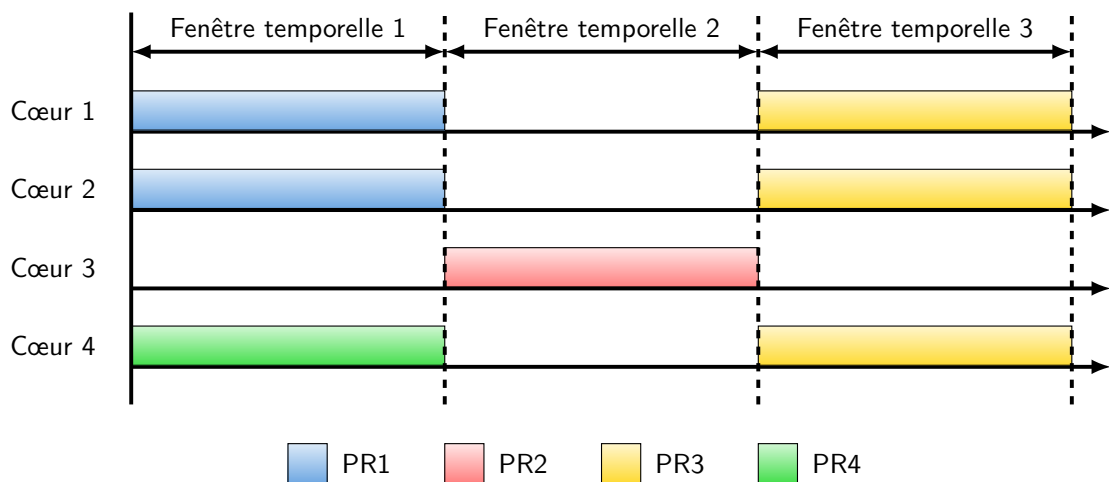 Fenêtre temporelle 1 Fenêtre temporelle 2 Fenêtre temporelle 3
Cœur 1
Cœur 2
Cœur 3
Cœur 4
PR1 PR2 PR3 PR4